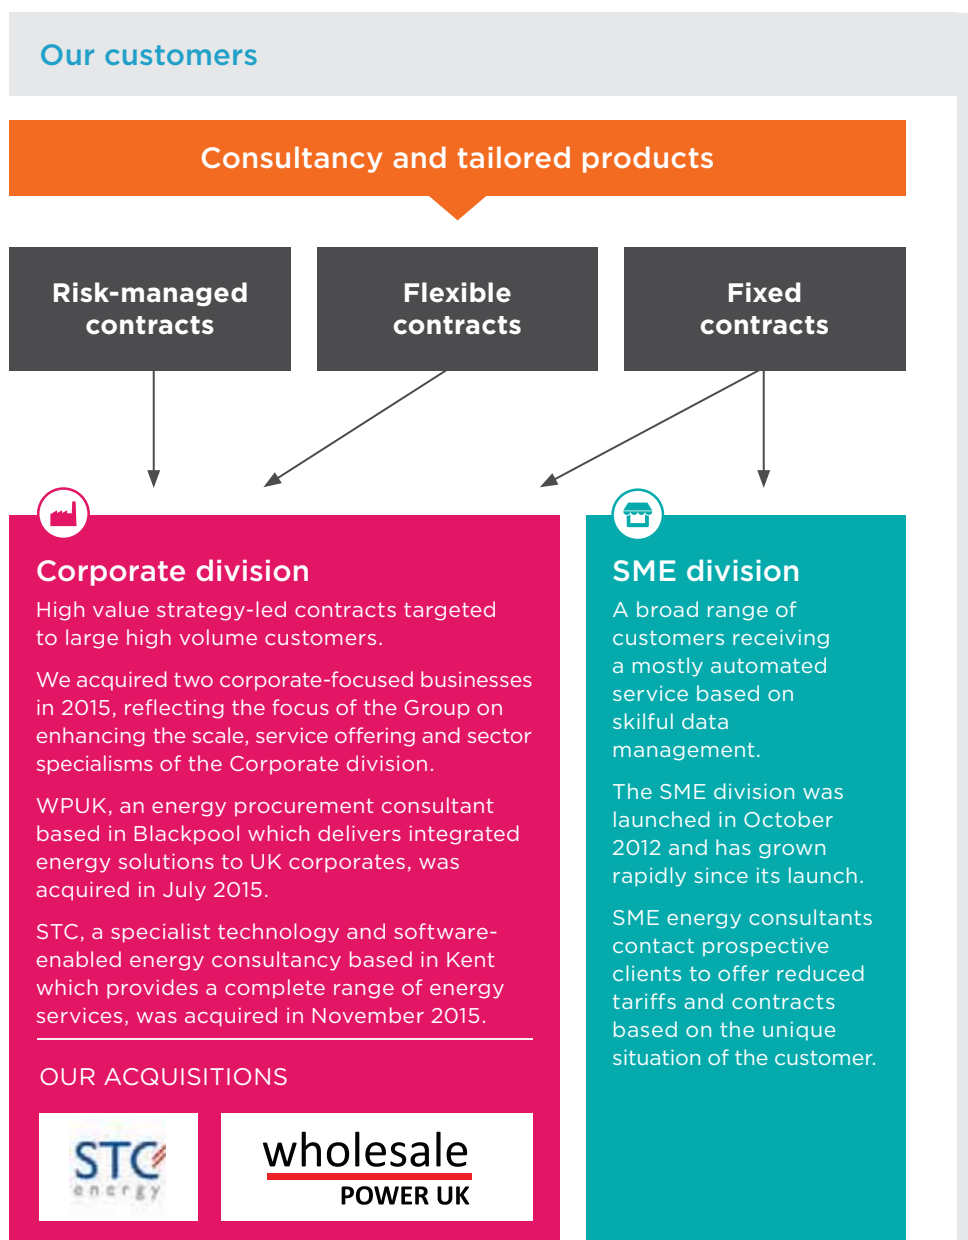 Our customers
Consultancy and tailored products
Risk-managed
contracts
Flexible
contracts
Fixed
contracts
Corporate division
High value strategy-led contracts targeted
to large high volume customers.
We acquired two corporate-focused businesses
in 2015, reflecting the focus of the Group on
enhancing the scale, service offering and sector
specialisms of the Corporate division.
WPUK, an energy procurement consultant
based in Blackpool which delivers integrated
energy solutions to UK corporates, was
acquired in July 2015.
STC, a specialist technology and software-
enabled energy consultancy based in Kent
which provides a complete range of energy
services, was acquired in November 2015.
OUR ACQUISITIONS
STC
energy
wholesale
POWER UK
SME division
A broad range of
customers receiving
a mostly automated
service based on
skilful data
management.
The SME division was
launched in October
2012 and has grown
rapidly since its launch.
SME energy consultants
contact prospective
clients to offer reduced
tariffs and contracts
based on the unique
situation of the customer.